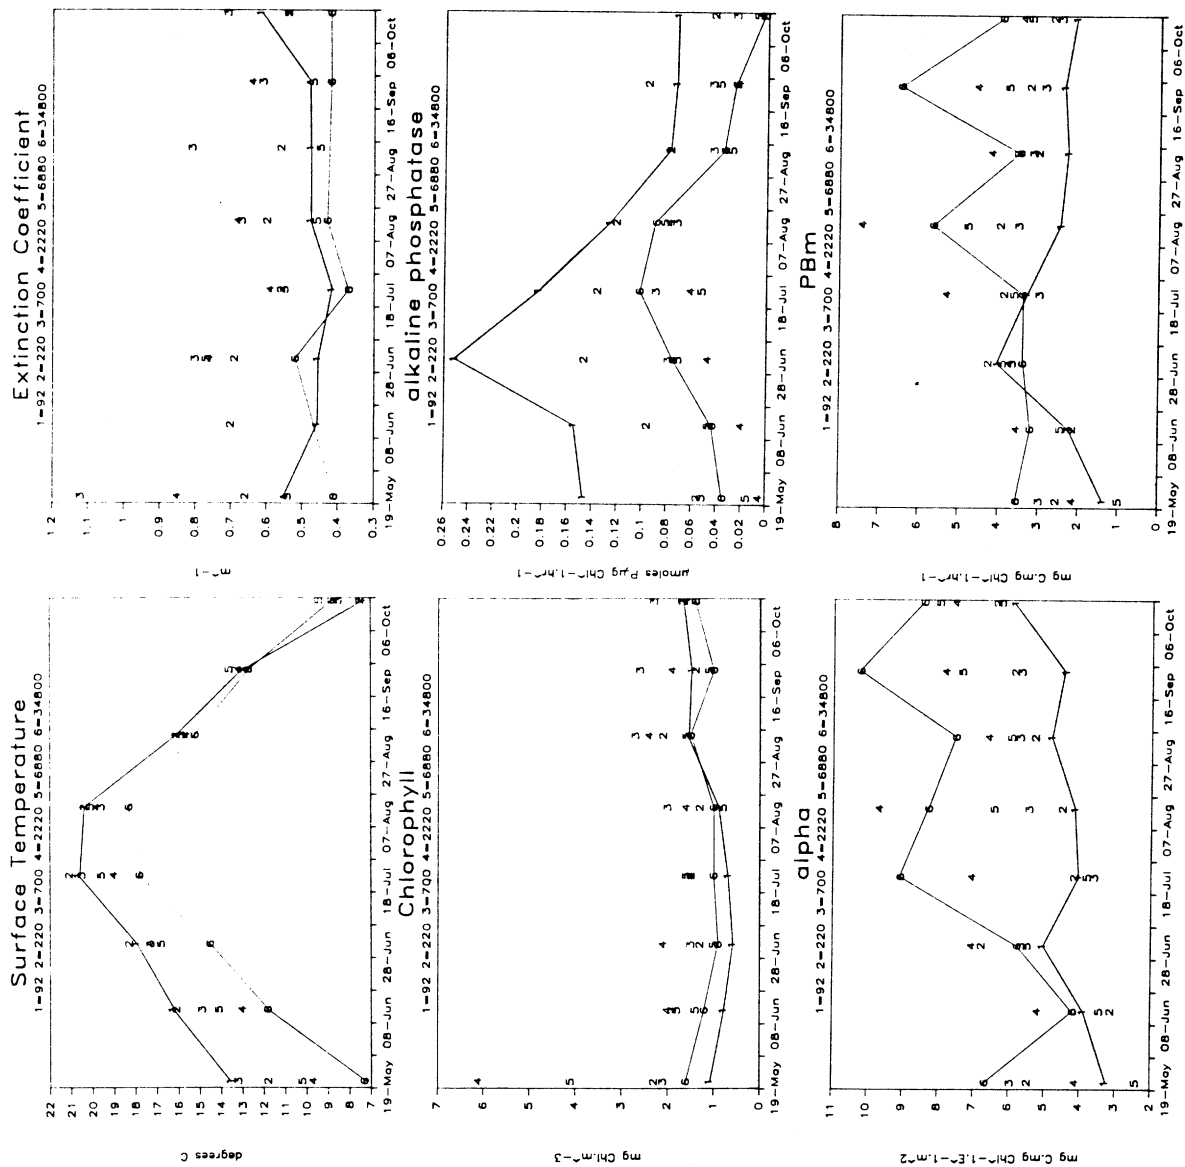 Surface Temperature
1=92 2=220 3=700 4=2220 5=6880 6=34800
degrees C
22
21
20
19
18
17
16
15
14
13
12
11
10
9
8
7
19-May 08-Jun 28-Jun 18-Jul 07-Aug 27-Aug 16-Sep 06-Oct
Extinction Coefficient
1=92 2=220 3=700 4=2220 5=6880 6=34800
m^-1
1.2
1.1
1
0.9
0.8
0.7
0.6
0.5
0.4
0.3
19-May 08-Jun 28-Jun 18-Jul 07-Aug 27-Aug 16-Sep 06-Oct
Chlorophyll
1=92 2=220 3=700 4=2220 5=6880 6=34800
mg Chl.m^-3
7
6
5
4
3
2
1
0
19-May 08-Jun 28-Jun 18-Jul 07-Aug 27-Aug 16-Sep 06-Oct
alkaline phosphatase
1=92 2=220 3=700 4=2220 5=6880 6=34800
µmoles P.µg Chl^-1.hr^-1
0.26
0.24
0.22
0.20
0.18
0.16
0.14
0.12
0.10
0.08
0.06
0.04
0.02
0
19-May 08-Jun 28-Jun 18-Jul 07-Aug 27-Aug 16-Sep 06-Oct
alpha
1=92 2=220 3=700 4=2220 5=6880 6=34800
mg C.mg Chl^-1.E^-1.m^2
11
10
9
8
7
6
5
4
3
2
19-May 08-Jun 28-Jun 18-Jul 07-Aug 27-Aug 16-Sep 06-Oct
PBm
1=92 2=220 3=700 4=2220 5=6880 6=34800
mg C.mg Chl^-1.hr^-1
8
7
6
5
4
3
2
1
0
19-May 08-Jun 28-Jun 18-Jul 07-Aug 27-Aug 16-Sep 06-Oct